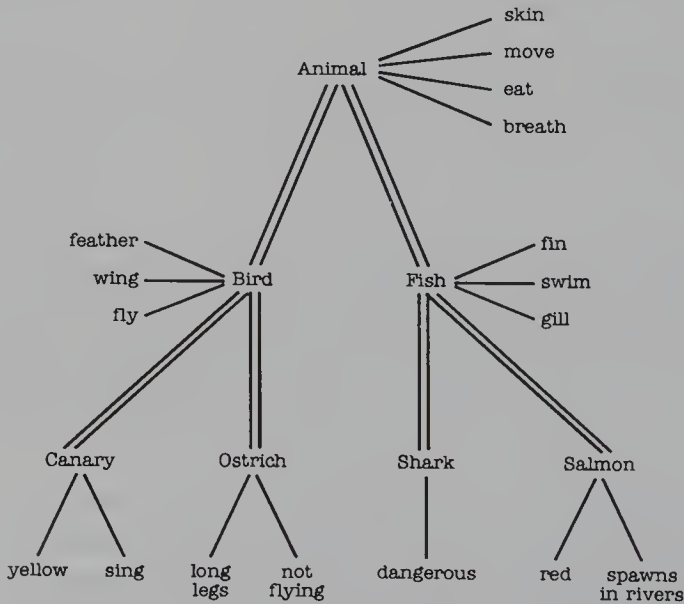 skin
move
Animal
eat
breath
feather
wing
fly
Bird
Fish
fin
swim
gill
Canary
Ostrich
Shark
Salmon
yellow
sing
long
legs
not
flying
dangerous
red
spawns
in rivers